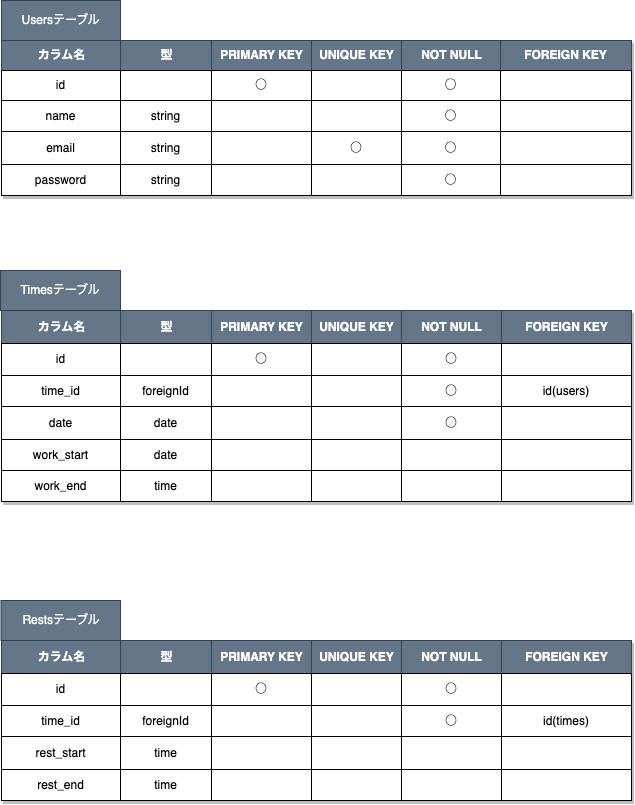 Usersテーブル
カラム名 型 PRIMARY KEY UNIQUE KEY NOT NULL FOREIGN KEY
id ○ ○
name string ○
email string ○ ○
password string ○
Timesテーブル
カラム名 型 PRIMARY KEY UNIQUE KEY NOT NULL FOREIGN KEY
id ○ ○
time_id foreignId ○ id(users)
date date ○
work_start date
work_end time
Restsテーブル
カラム名 型 PRIMARY KEY UNIQUE KEY NOT NULL FOREIGN KEY
id ○ ○
time_id foreignId ○ id(times)
rest_start time
rest_end time